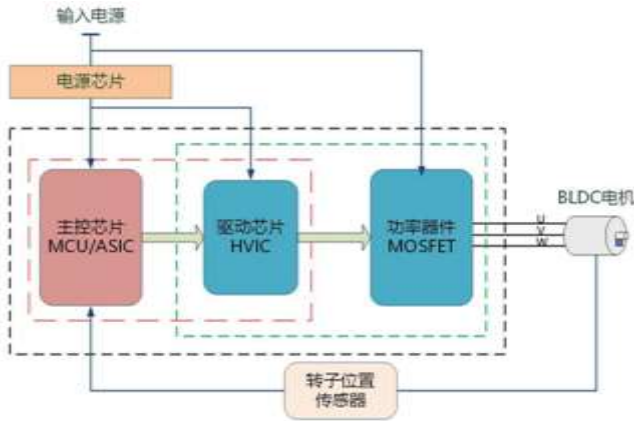 输入电源
电源芯片
主控芯片
MCU/ASIC
驱动芯片
HVIC
功率器件
MOSFET
U
V
W
BLDC电机
转子位置
传感器